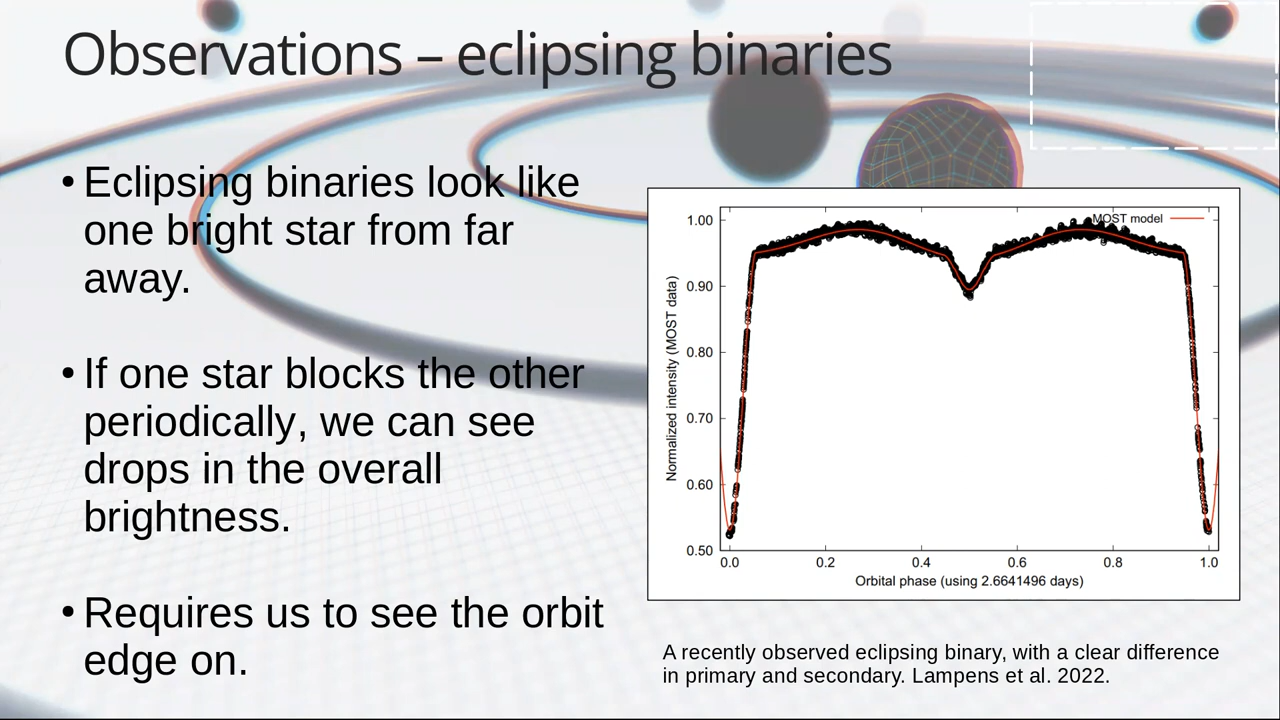 Observations – eclipsing binaries
• Eclipsing binaries look like
one bright star from far
away.
• If one star blocks the other
periodically, we can see
drops in the overall
brightness.
• Requires us to see the orbit
edge on.
MOST model
Normalized intensity (MOST data)
1.00
0.90
0.80
0.70
0.60
0.50
0.0 0.2 0.4 0.6 0.8 1.0
Orbital phase (using 2.6641496 days)
A recently observed eclipsing binary, with a clear difference
in primary and secondary. Lampens et al. 2022.